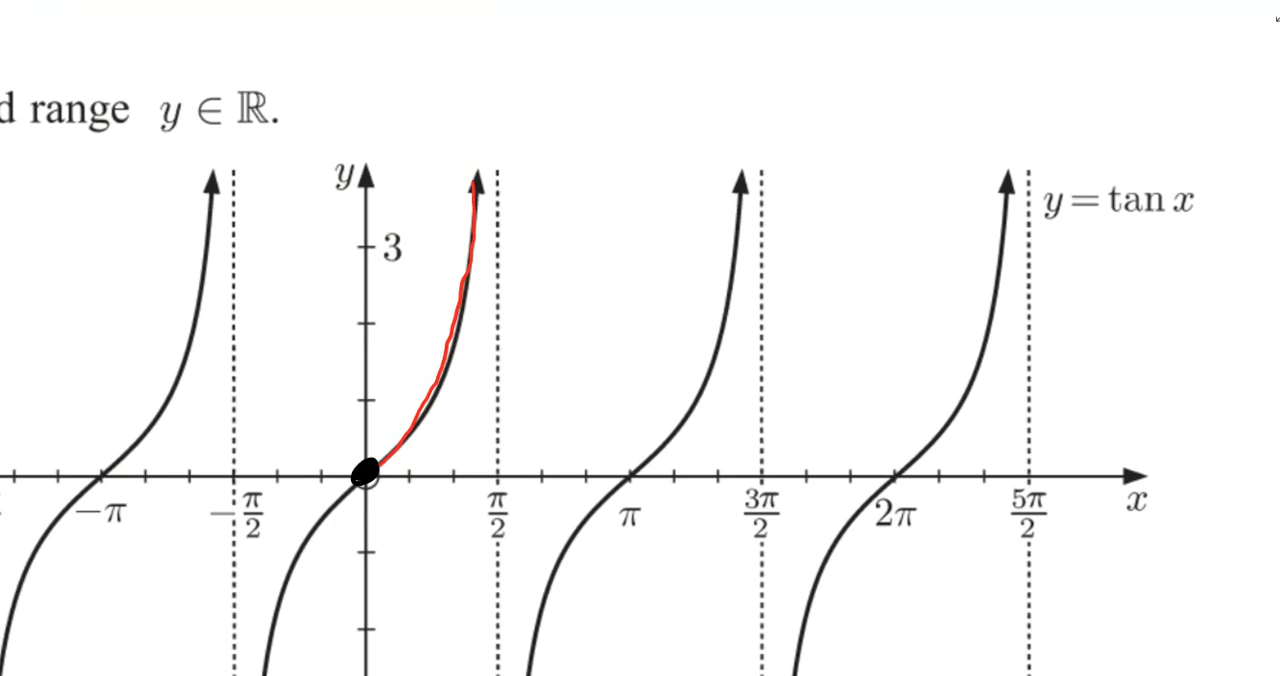 d range y ∈ ℝ.
y
3
y = tan x
−π
−π/2
π/2
π
3π/2
2π
5π/2
x